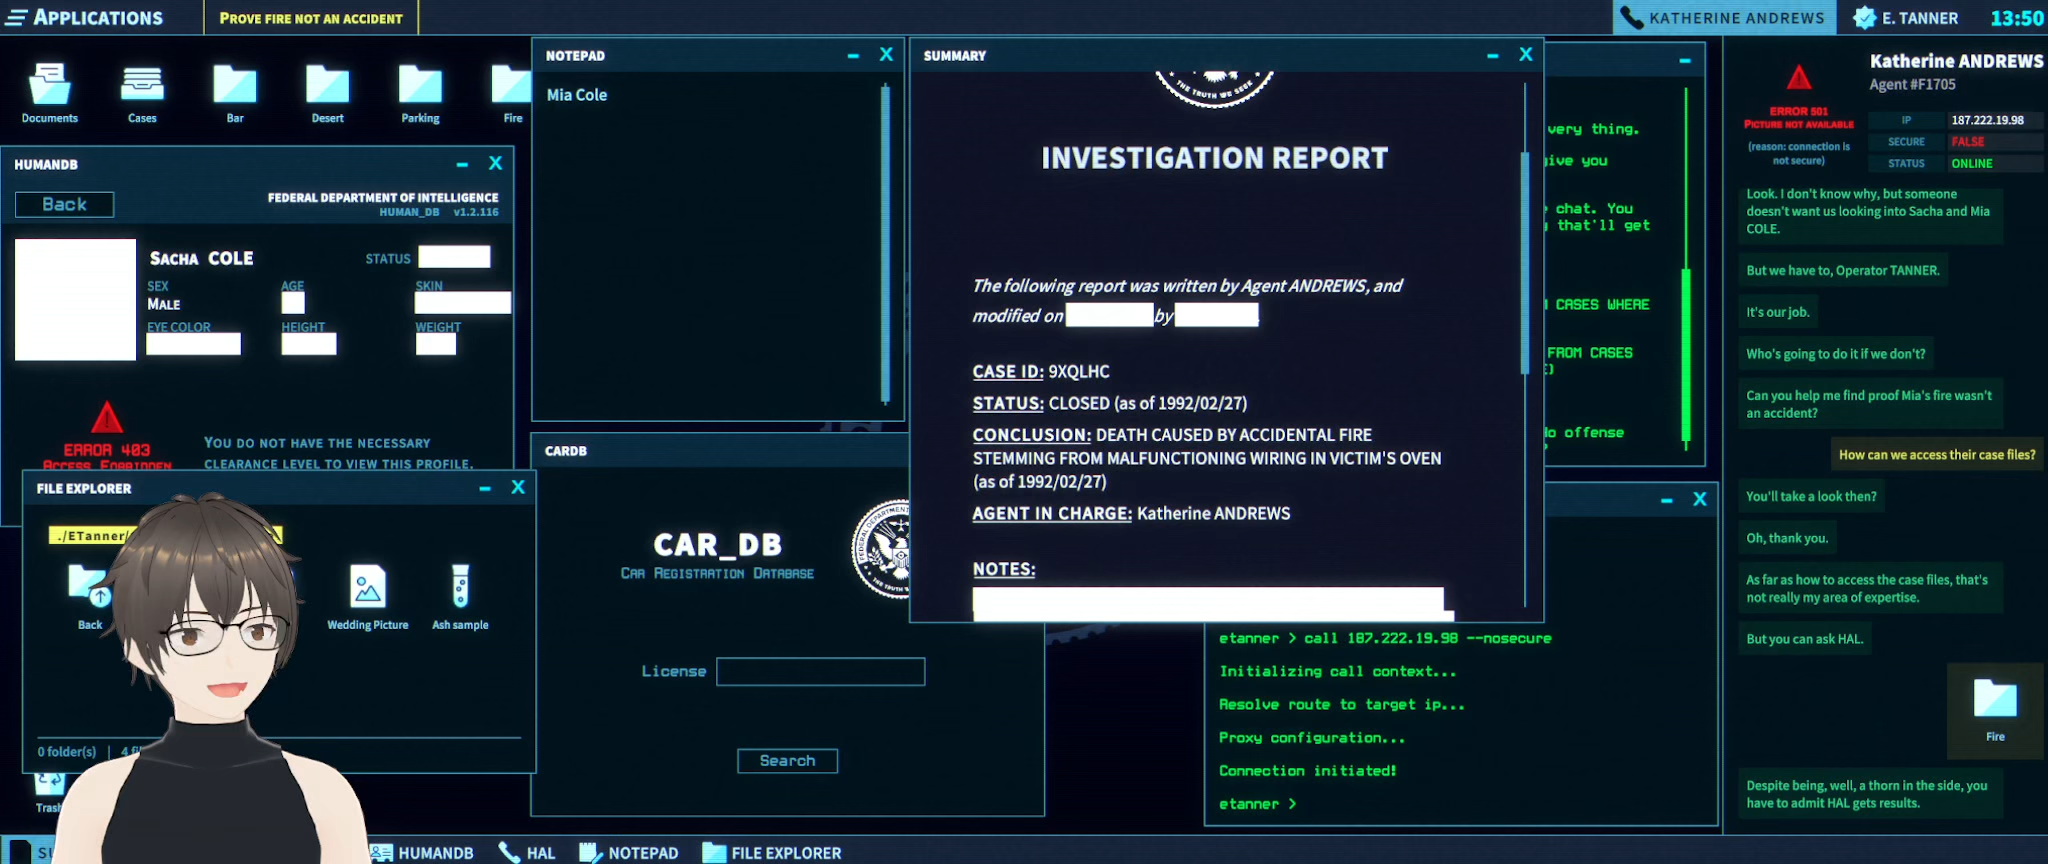 APPLICATIONS
PROVE FIRE NOT AN ACCIDENT
KATHERINE ANDREWS
E. TANNER
13:50
Documents
Cases
Bar
Desert
Parking
Fire
HUMANDB
Back
FEDERAL DEPARTMENT OF INTELLIGENCE
HUMAN_DB v1.2.116
SACHA COLE
STATUS
SEX
AGE
SKIN
MALE
EYE COLOR
HEIGHT
WEIGHT
ERROR 403
ACCESS FORBIDDEN
YOU DO NOT HAVE THE NECESSARY
CLEARANCE LEVEL TO VIEW THIS PROFILE.
FILE EXPLORER
./ETanner/
Back
Wedding Picture
Ash sample
0 folder(s) | 4
Trash
NOTEPAD
Mia Cole
CARDB
CAR_DB
CAR REGISTRATION DATABASE
License
Search
SUMMARY
THE TRUTH WE SEEK
INVESTIGATION REPORT
The following report was written by Agent ANDREWS, and
modified on by
CASE ID: 9XQLHC
STATUS: CLOSED (as of 1992/02/27)
CONCLUSION: DEATH CAUSED BY ACCIDENTAL FIRE
STEMMING FROM MALFUNCTIONING WIRING IN VICTIM'S OVEN
(as of 1992/02/27)
AGENT IN CHARGE: Katherine ANDREWS
NOTES:
very thing.
give you
chat. You
that'll get
CASES WHERE
FROM CASES
offense
etanner > call 187.222.19.98 --nosecure
Initializing call context...
Resolve route to target ip...
Proxy configuration...
Connection initiated!
etanner >
Katherine ANDREWS
Agent #F1705
ERROR 501
PICTURE NOT AVAILABLE
(reason: connection is
not secure)
IP 187.222.19.98
SECURE FALSE
STATUS ONLINE
Look. I don't know why, but someone
doesn't want us looking into Sacha and Mia
COLE.
But we have to, Operator TANNER.
It's our job.
Who's going to do it if we don't?
Can you help me find proof Mia's fire wasn't
an accident?
How can we access their case files?
You'll take a look then?
Oh, thank you.
As far as how to access the case files, that's
not really my area of expertise.
But you can ask HAL.
Fire
Despite being, well, a thorn in the side, you
have to admit HAL gets results.
HUMANDB
HAL
NOTEPAD
FILE EXPLORER